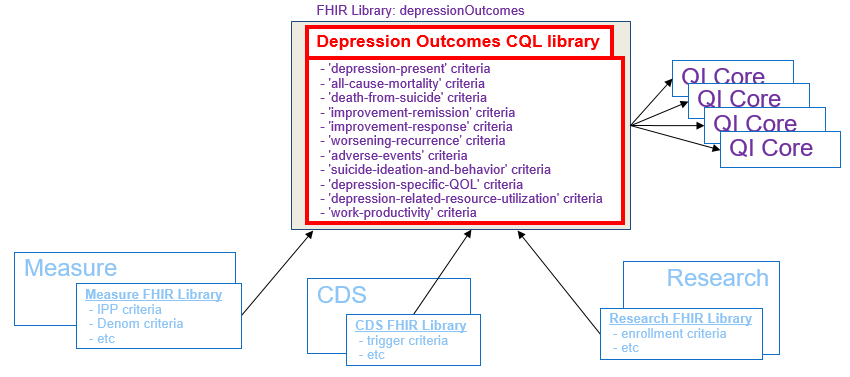 FHIR Library: depressionOutcomes
Depression Outcomes CQL library
- 'depression-present' criteria
- 'all-cause-mortality' criteria
- 'death-from-suicide' criteria
- 'improvement-remission' criteria
- 'improvement-response' criteria
- 'worsening-recurrence' criteria
- 'adverse-events' criteria
- 'suicide-ideation-and-behavior' criteria
- 'depression-specific-QOL' criteria
- 'depression-related-resource-utilization' criteria
- 'work-productivity' criteria
QI Core
QI Core
QI Core
QI Core
Measure
Measure FHIR Library
- IPP criteria
- Denom criteria
- etc
CDS
CDS FHIR Library
- trigger criteria
- etc
Research
Research FHIR Library
- enrollment criteria
- etc